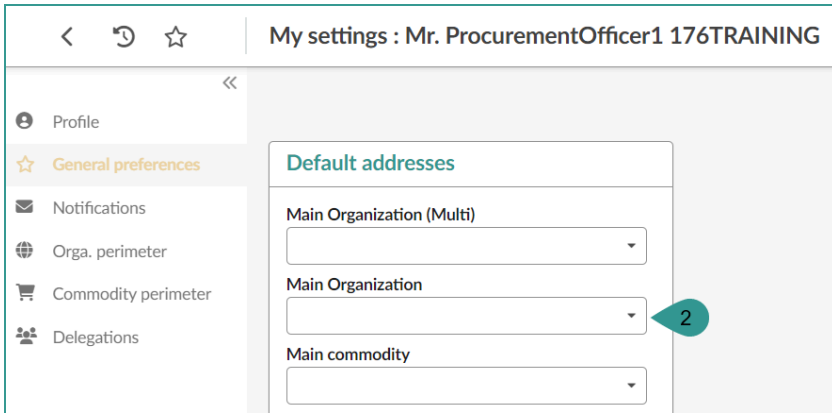 My settings : Mr. ProcurementOfficer1 176TRAINING
Profile
General preferences
Notifications
Orga. perimeter
Commodity perimeter
Delegations
Default addresses
Main Organization (Multi)
Main Organization
2
Main commodity